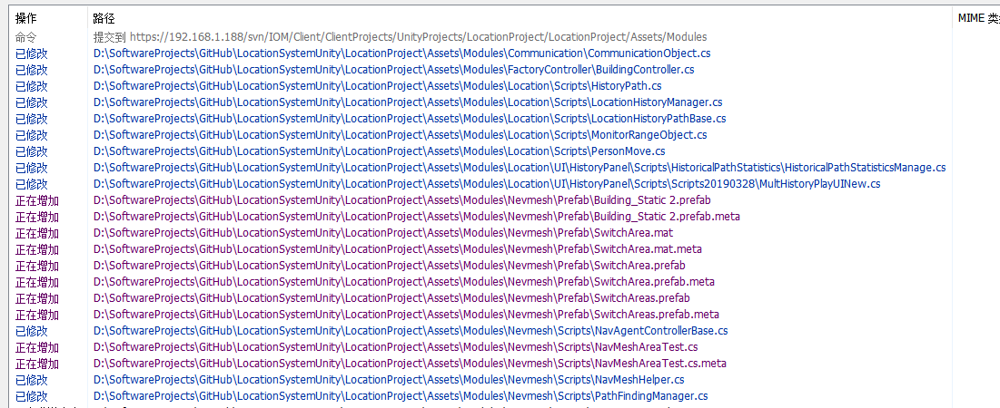 操作 路径 MIME 类
命令 提交到 https://192.168.1.188/svn/IOM/Client/ClientProjects/UnityProjects/LocationProject/LocationProject/Assets/Modules
已修改 D:\SoftwareProjects\GitHub\LocationSystemUnity\LocationProject\Assets\Modules\Communication\CommunicationObject.cs
已修改 D:\SoftwareProjects\GitHub\LocationSystemUnity\LocationProject\Assets\Modules\FactoryController\BuildingController.cs
已修改 D:\SoftwareProjects\GitHub\LocationSystemUnity\LocationProject\Assets\Modules\Location\Scripts\HistoryPath.cs
已修改 D:\SoftwareProjects\GitHub\LocationSystemUnity\LocationProject\Assets\Modules\Location\Scripts\LocationHistoryManager.cs
已修改 D:\SoftwareProjects\GitHub\LocationSystemUnity\LocationProject\Assets\Modules\Location\Scripts\LocationHistoryPathBase.cs
已修改 D:\SoftwareProjects\GitHub\LocationSystemUnity\LocationProject\Assets\Modules\Location\Scripts\MonitorRangeObject.cs
已修改 D:\SoftwareProjects\GitHub\LocationSystemUnity\LocationProject\Assets\Modules\Location\Scripts\PersonMove.cs
已修改 D:\SoftwareProjects\GitHub\LocationSystemUnity\LocationProject\Assets\Modules\Location\UI\HistoryPanel\Scripts\HistoricalPathStatistics\HistoricalPathStatisticsManage.cs
已修改 D:\SoftwareProjects\GitHub\LocationSystemUnity\LocationProject\Assets\Modules\Location\UI\HistoryPanel\Scripts\Scripts20190328\MultHistoryPlayUINew.cs
正在增加 D:\SoftwareProjects\GitHub\LocationSystemUnity\LocationProject\Assets\Modules\Nevmesh\Prefab\Building_Static 2.prefab
正在增加 D:\SoftwareProjects\GitHub\LocationSystemUnity\LocationProject\Assets\Modules\Nevmesh\Prefab\Building_Static 2.prefab.meta
正在增加 D:\SoftwareProjects\GitHub\LocationSystemUnity\LocationProject\Assets\Modules\Nevmesh\Prefab\SwitchArea.mat
正在增加 D:\SoftwareProjects\GitHub\LocationSystemUnity\LocationProject\Assets\Modules\Nevmesh\Prefab\SwitchArea.mat.meta
正在增加 D:\SoftwareProjects\GitHub\LocationSystemUnity\LocationProject\Assets\Modules\Nevmesh\Prefab\SwitchArea.prefab
正在增加 D:\SoftwareProjects\GitHub\LocationSystemUnity\LocationProject\Assets\Modules\Nevmesh\Prefab\SwitchArea.prefab.meta
正在增加 D:\SoftwareProjects\GitHub\LocationSystemUnity\LocationProject\Assets\Modules\Nevmesh\Prefab\SwitchAreas.prefab
正在增加 D:\SoftwareProjects\GitHub\LocationSystemUnity\LocationProject\Assets\Modules\Nevmesh\Prefab\SwitchAreas.prefab.meta
已修改 D:\SoftwareProjects\GitHub\LocationSystemUnity\LocationProject\Assets\Modules\Nevmesh\Scripts\NavAgentControllerBase.cs
正在增加 D:\SoftwareProjects\GitHub\LocationSystemUnity\LocationProject\Assets\Modules\Nevmesh\Scripts\NavMeshAreaTest.cs
正在增加 D:\SoftwareProjects\GitHub\LocationSystemUnity\LocationProject\Assets\Modules\Nevmesh\Scripts\NavMeshAreaTest.cs.meta
已修改 D:\SoftwareProjects\GitHub\LocationSystemUnity\LocationProject\Assets\Modules\Nevmesh\Scripts\NavMeshHelper.cs
已修改 D:\SoftwareProjects\GitHub\LocationSystemUnity\LocationProject\Assets\Modules\Nevmesh\Scripts\PathFindingManager.cs